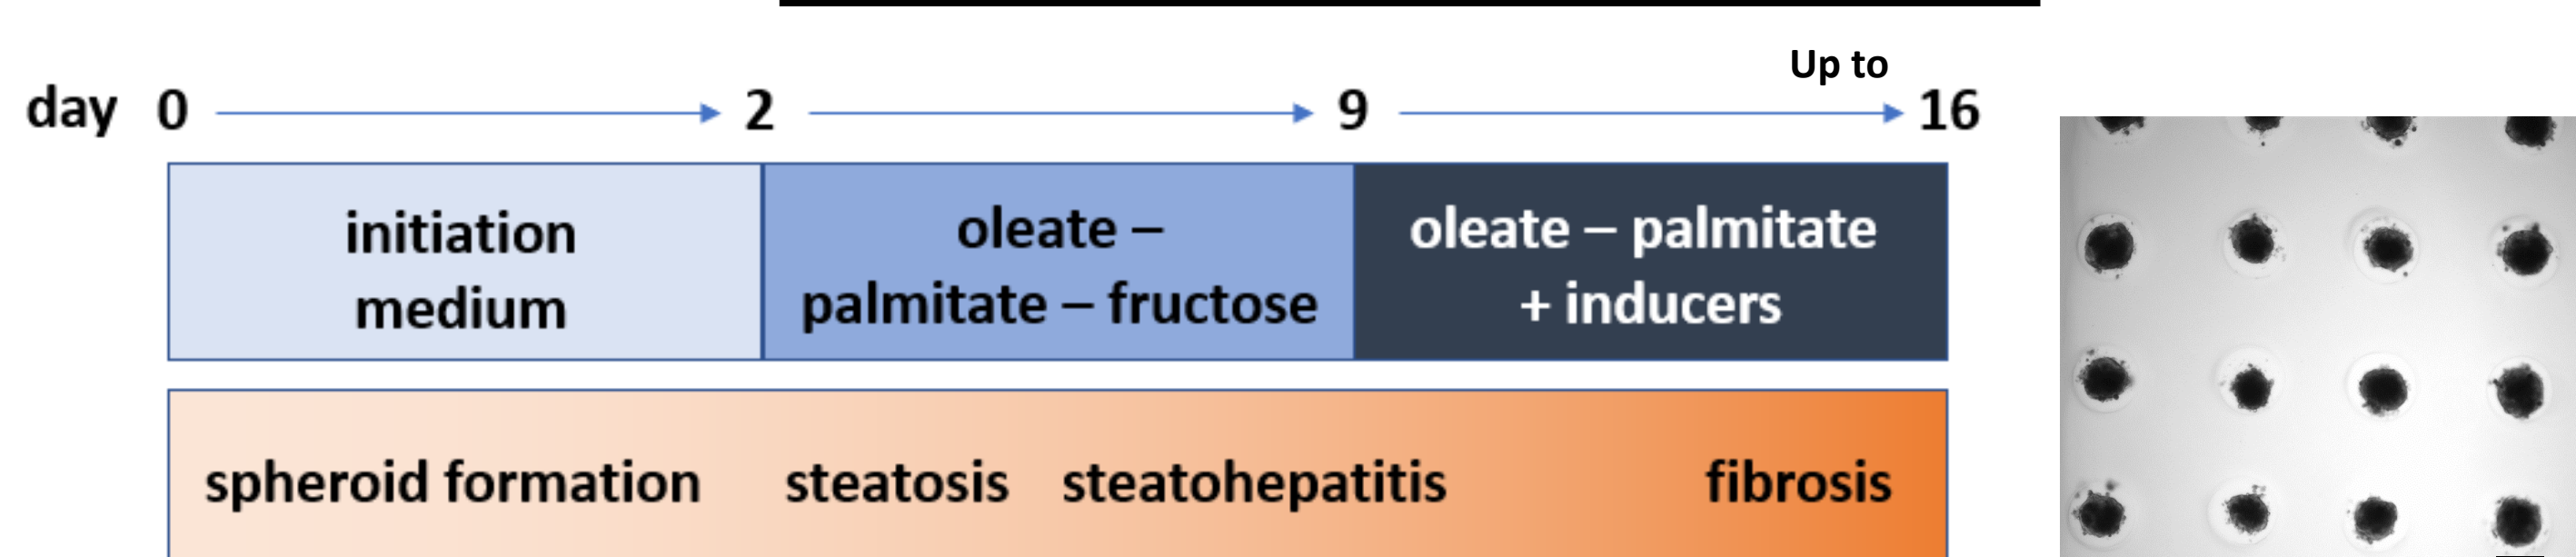 Up to
day 0 2 9 16
initiation
medium
oleate –
palmitate – fructose
oleate – palmitate
+ inducers
spheroid formation steatosis steatohepatitis fibrosis